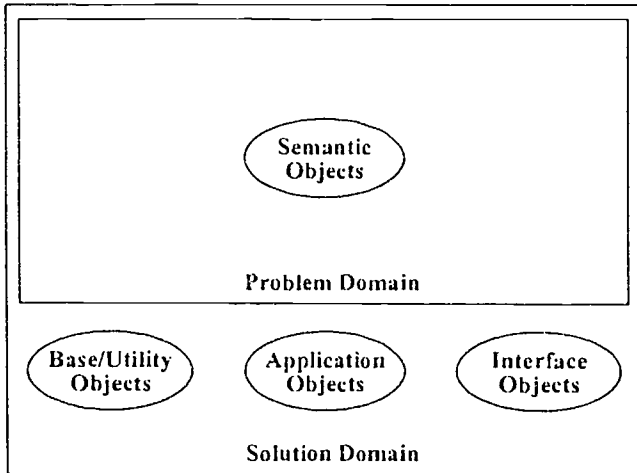 Semantic
Objects
Problem Domain
Base/Utility
Objects
Application
Objects
Interface
Objects
Solution Domain